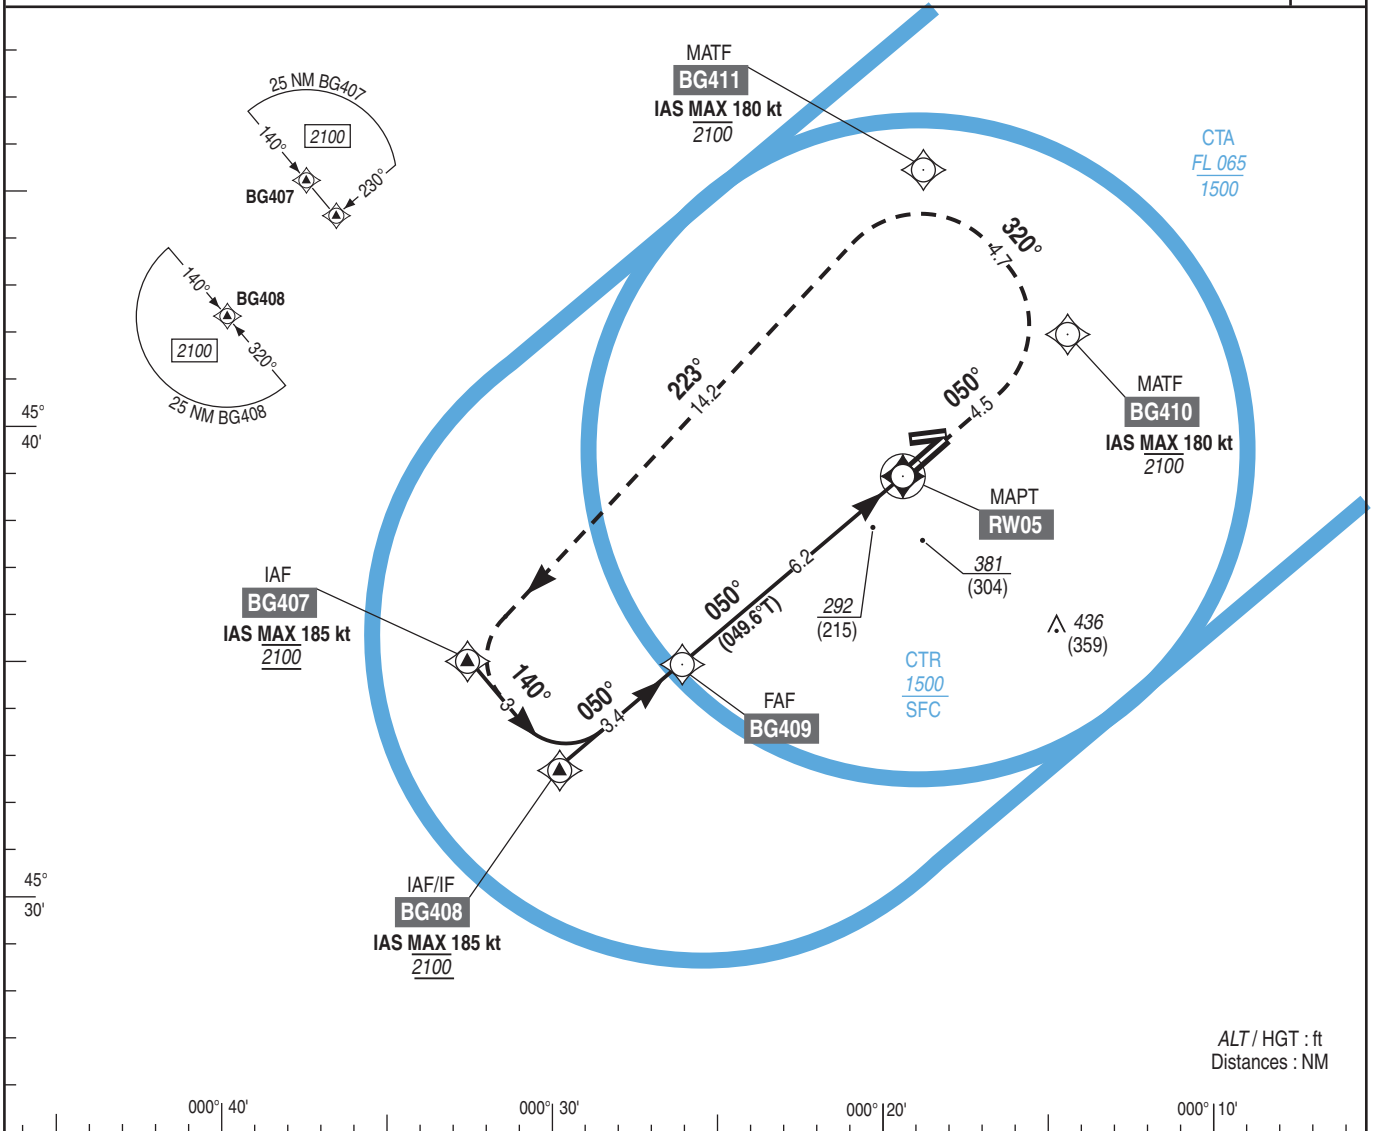 25 NM BG407
140°
2100
230°
BG407
140°
BG408
2100
320°
25 NM BG408
MATF
BG411
IAS MAX 180 kt
2100
CTA
FL 065
1500
320°
4.7
223°
14.2
050°
4.5
MATF
BG410
IAS MAX 180 kt
2100
45°
40'
MAPT
RW05
6.2
381
(304)
050°
(049.6°T)
292
(215)
436
(359)
IAF
BG407
IAS MAX 185 kt
2100
140°
3
050°
3.4
CTR
1500
SFC
FAF
BG409
45°
30'
IAF/IF
BG408
IAS MAX 185 kt
2100
ALT / HGT : ft
Distances : NM
000° 40'
000° 30'
000° 20'
000° 10'